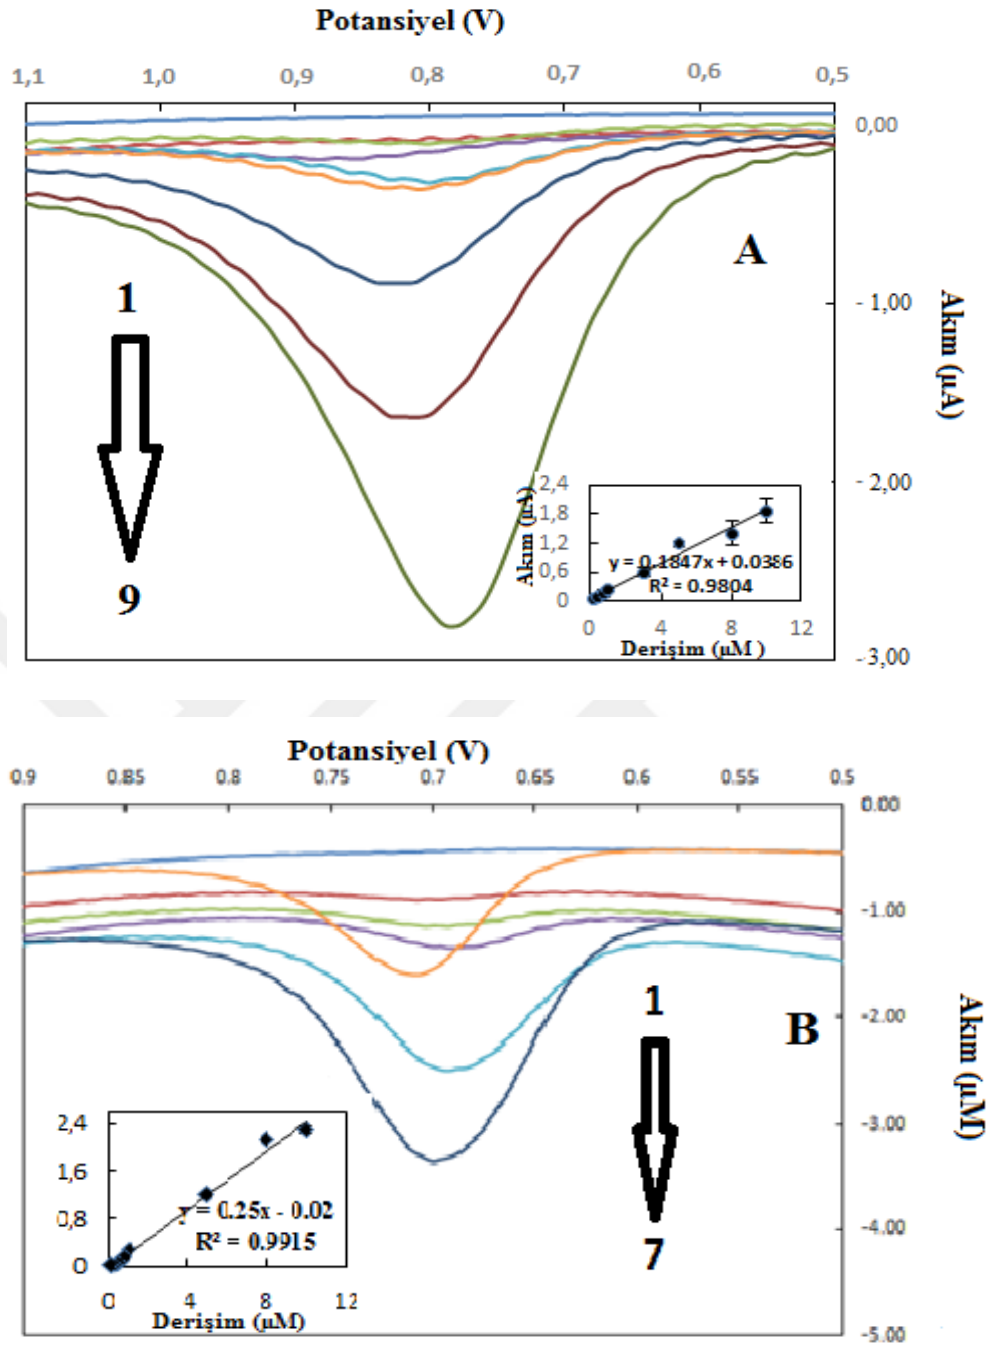 Potansiyel (V)
1,1 1,0 0,9 0,8 0,7 0,6 0,5
0,00
A
1
- 1,00
Akım (µA)
- 2,00
9
2,4
1,8
1,2
0,6
0
Akım (µA)
y = 0.1847x + 0.0386
R² = 0.9804
0 4 8 12
Derişim (µM )
- 3,00
Potansiyel (V)
0.9 0.85 0.8 0.75 0.7 0.65 0.6 0.55 0.5
0.00
-1.00
1
B
-2.00
Akım (µM)
-3.00
2,4
1,6
0,8
0
y = 0.25x - 0.02
R² = 0.9915
0 4 8 12
Derişim (µM)
-4.00
7
-5.00